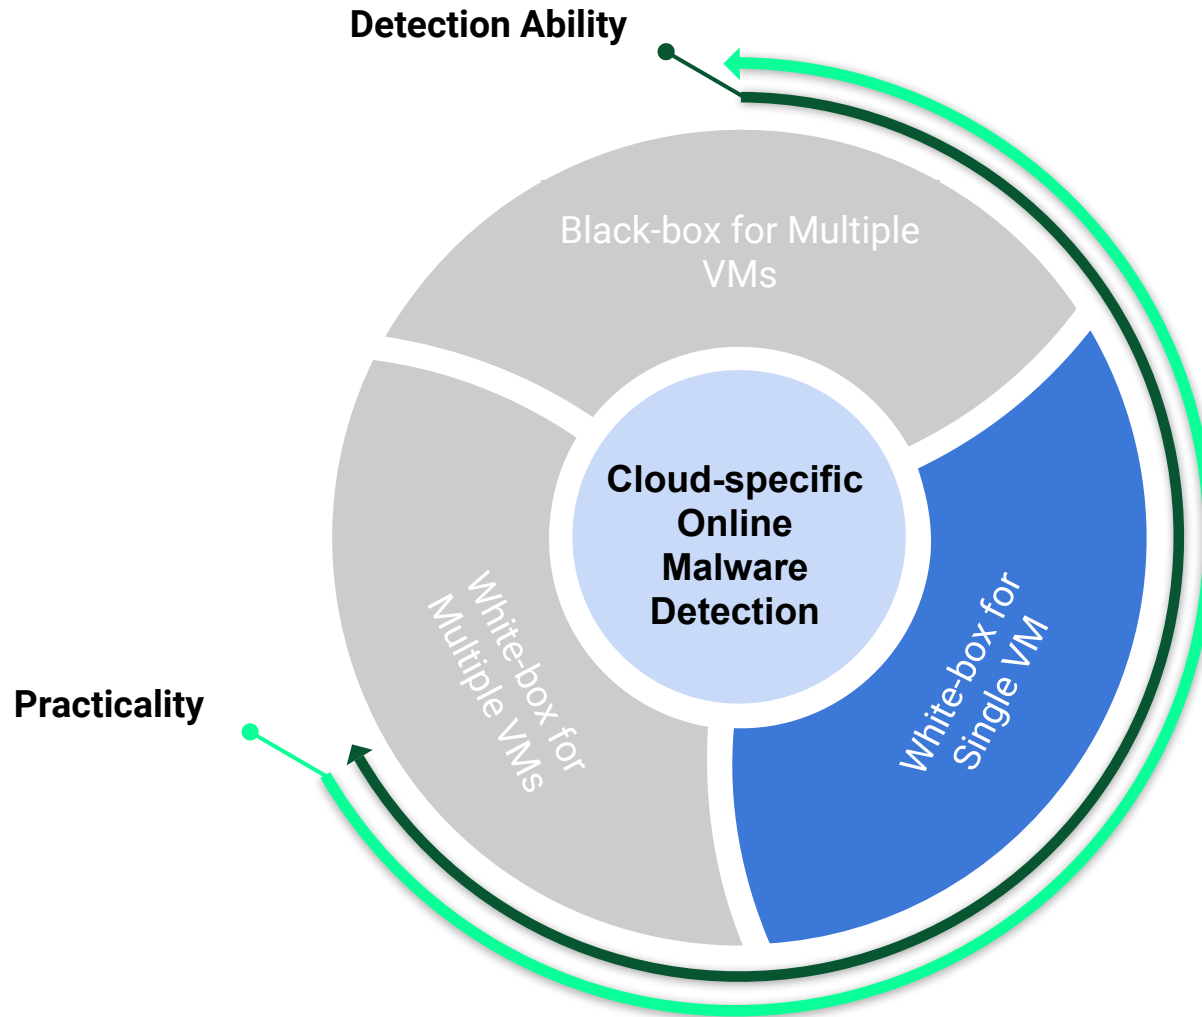 Detection Ability
Black-box for Multiple
VMs
Cloud-specific
Online
Malware
Detection
White-box for
Single VM
White-box for
Multiple VMs
Practicality